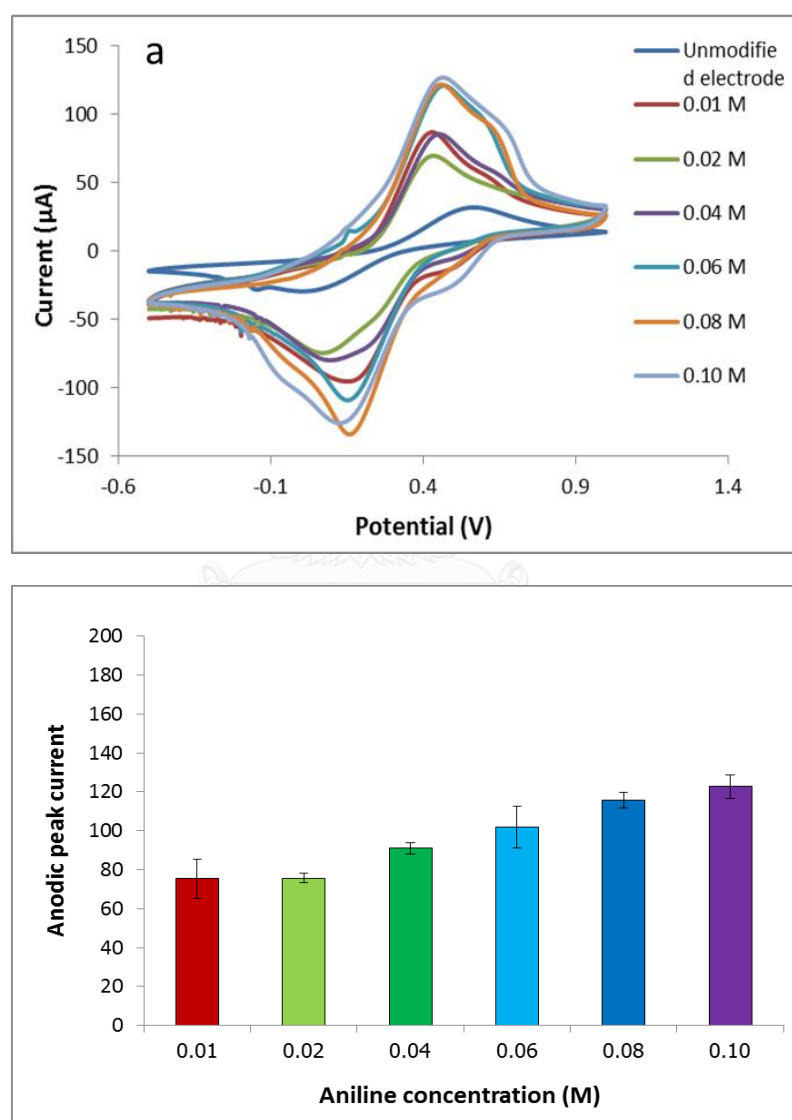 a
150
100
50
0
-50
-100
-150
-0.6
-0.1
0.4
0.9
1.4
Current (µA)
Potential (V)
Unmodifie
d electrode
0.01 M
0.02 M
0.04 M
0.06 M
0.08 M
0.10 M
200
180
160
140
120
100
80
60
40
20
0
Anodic peak current
0.01
0.02
0.04
0.06
0.08
0.10
Aniline concentration (M)